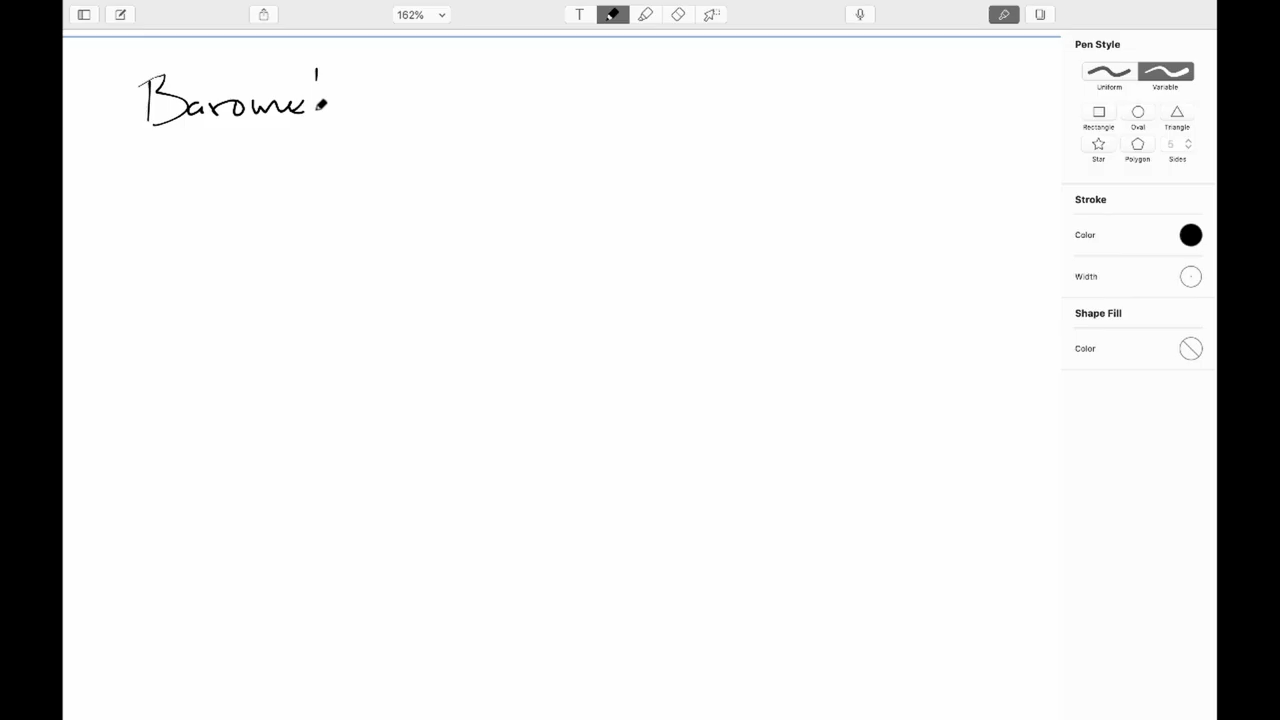 162%
T
Barome
Pen Style
Uniform
Variable
Rectangle
Oval
Triangle
5
Star
Polygon
Sides
Stroke
Color
Width
Shape Fill
Color